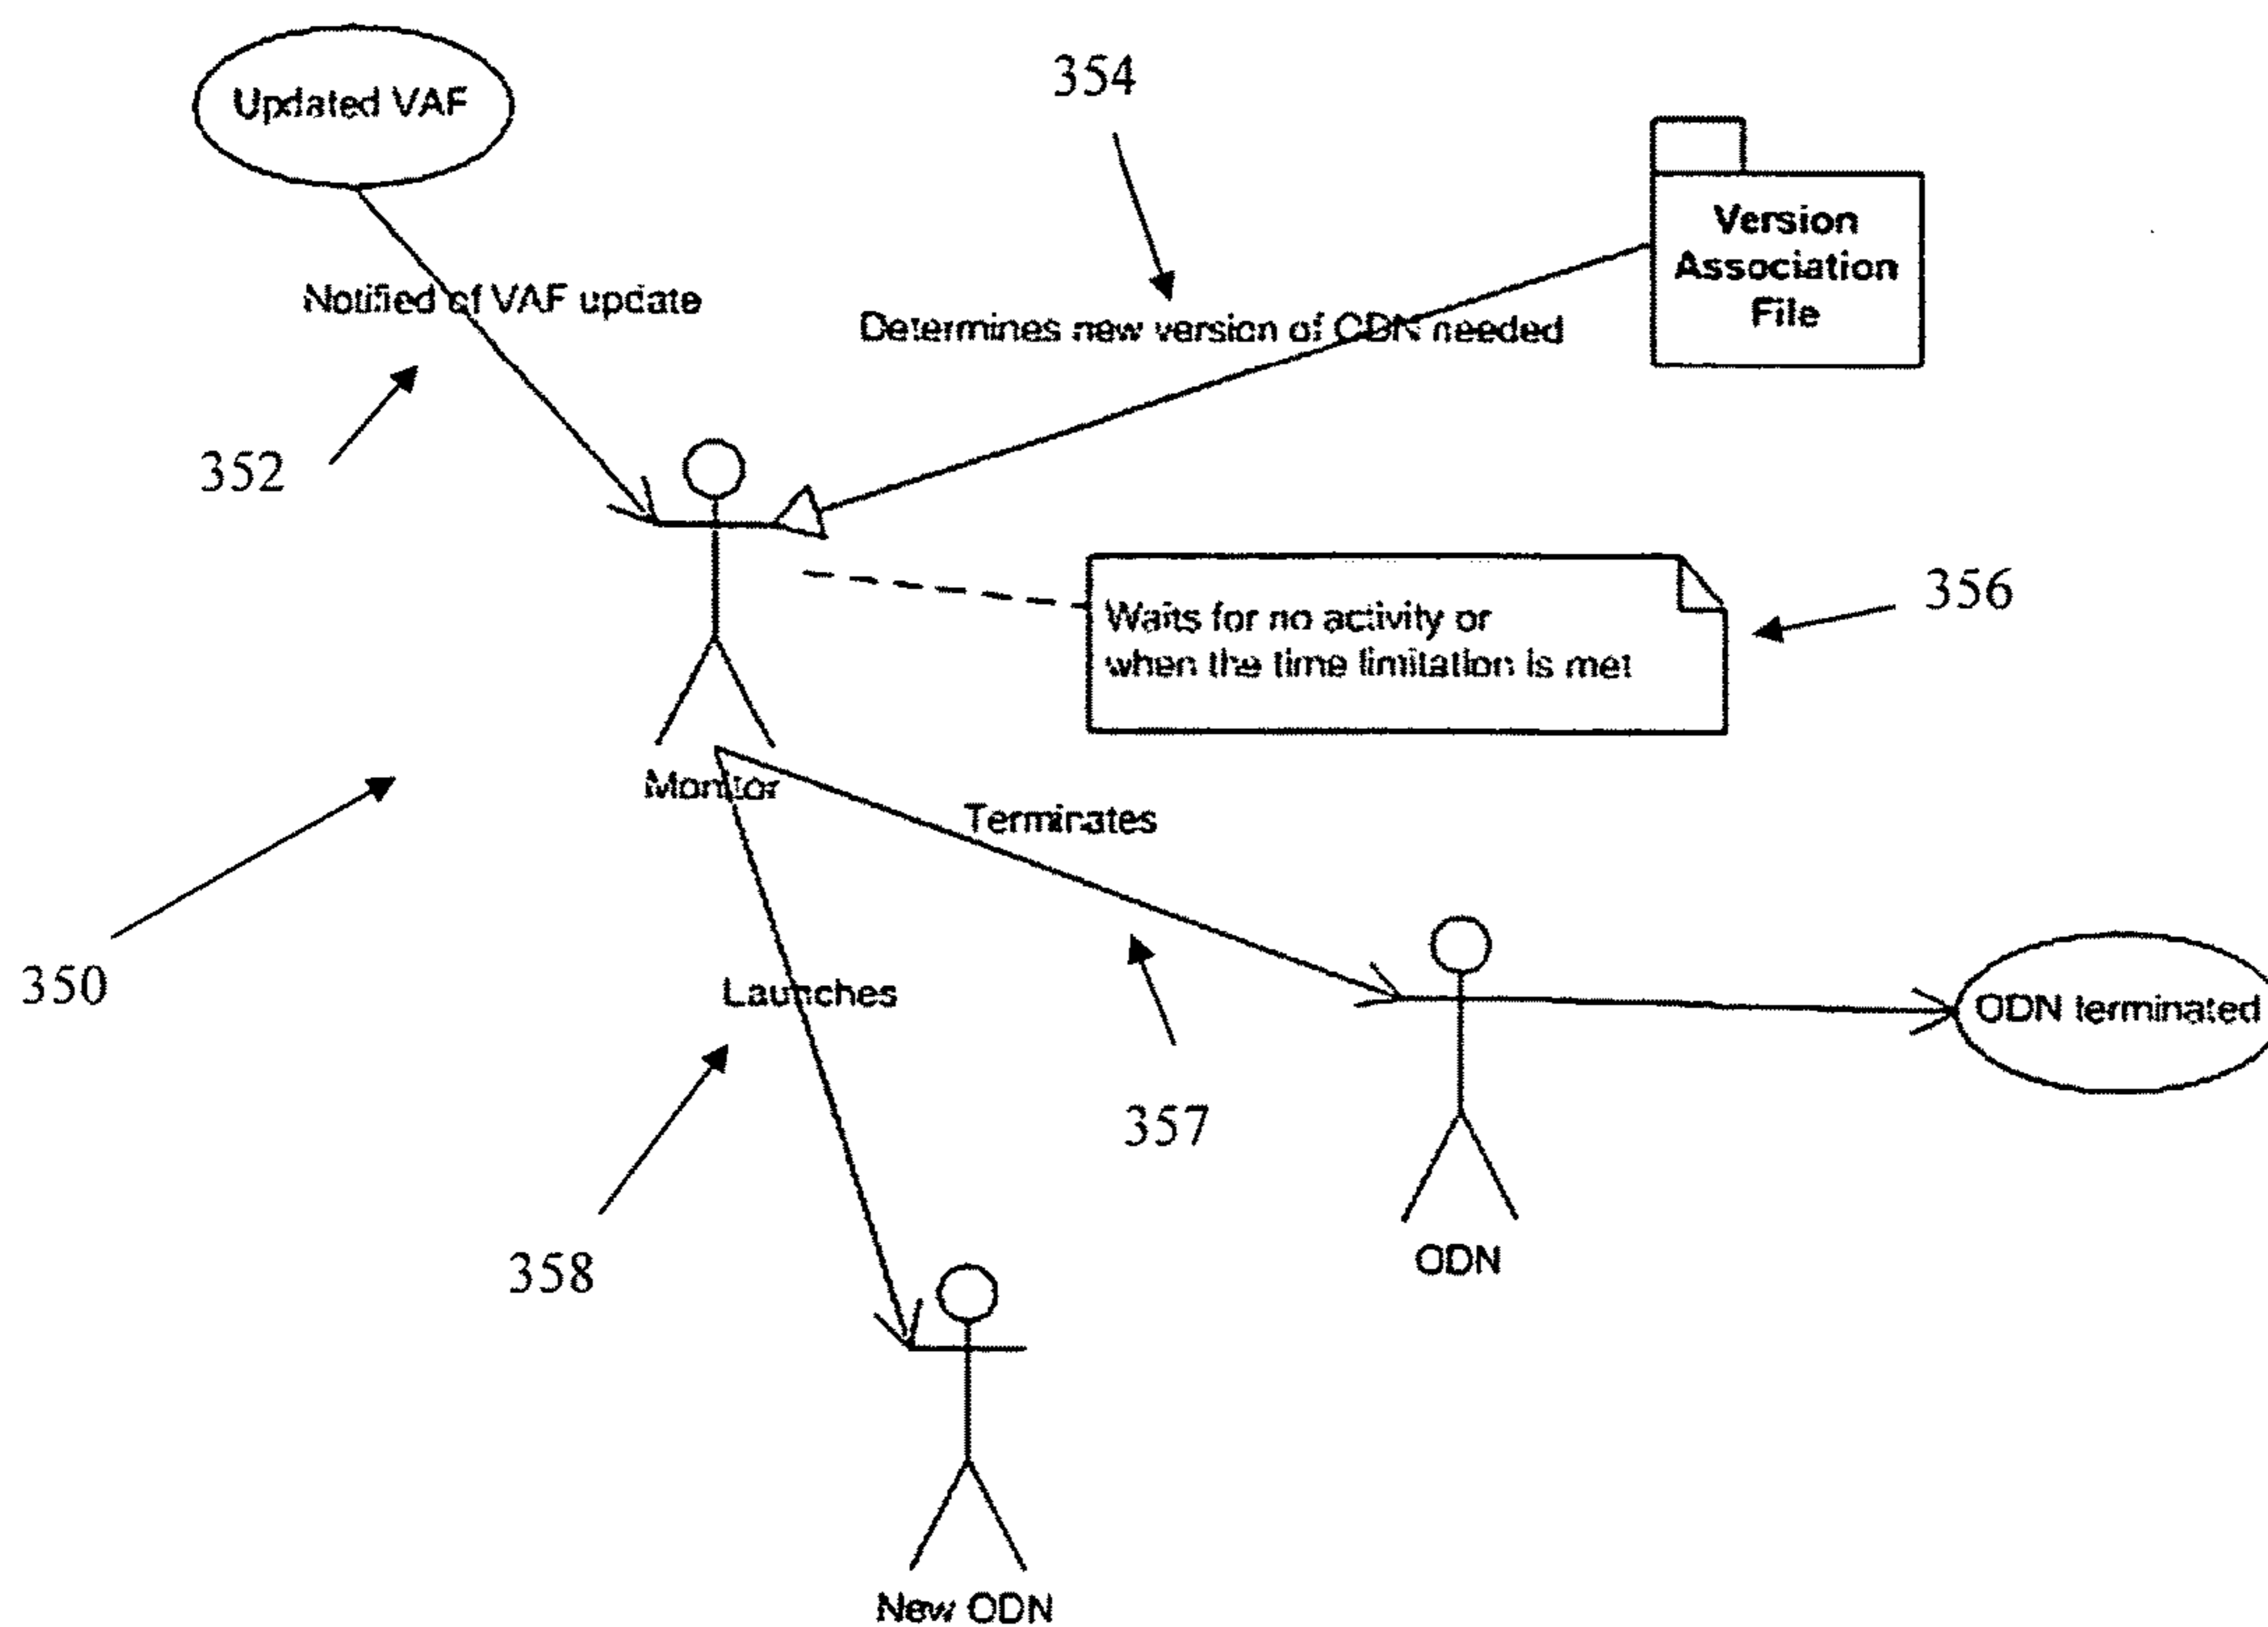 Updated VAF
354
Version
Association
File
Notified of VAF update
Determines new version of ODN needed
352
Waits for no activity or
when the time limitation is met
356
Monitor
Terminates
350
Launches
ODN terminated
357
358
ODN
New ODN